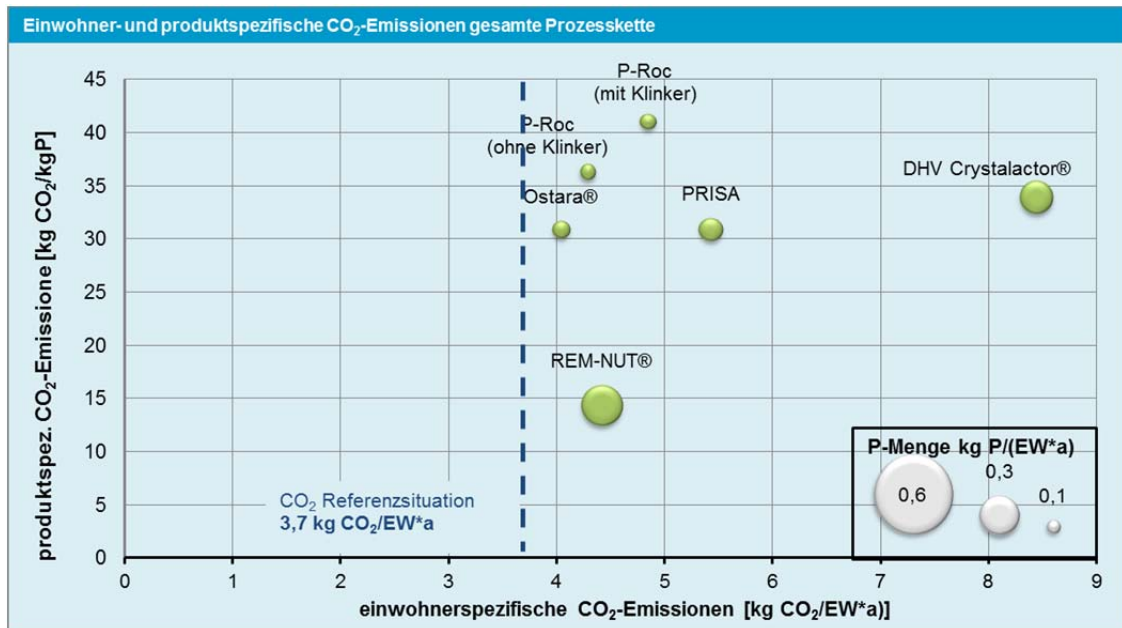 Einwohner- und produktspezifische CO₂-Emissionen gesamte Prozesskette
produktspez. CO₂-Emissione [kg CO₂/kgP]
45
40
35
30
25
20
15
10
5
0
P-Roc
(mit Klinker)
P-Roc
(ohne Klinker)
Ostara®
PRISA
DHV Crystalactor®
REM-NUT®
CO₂ Referenzsituation
3,7 kg CO₂/EW*a
P-Menge kg P/(EW*a)
0,6
0,3
0,1
0 1 2 3 4 5 6 7 8 9
einwohnerspezifische CO₂-Emissionen [kg CO₂/EW*a)]